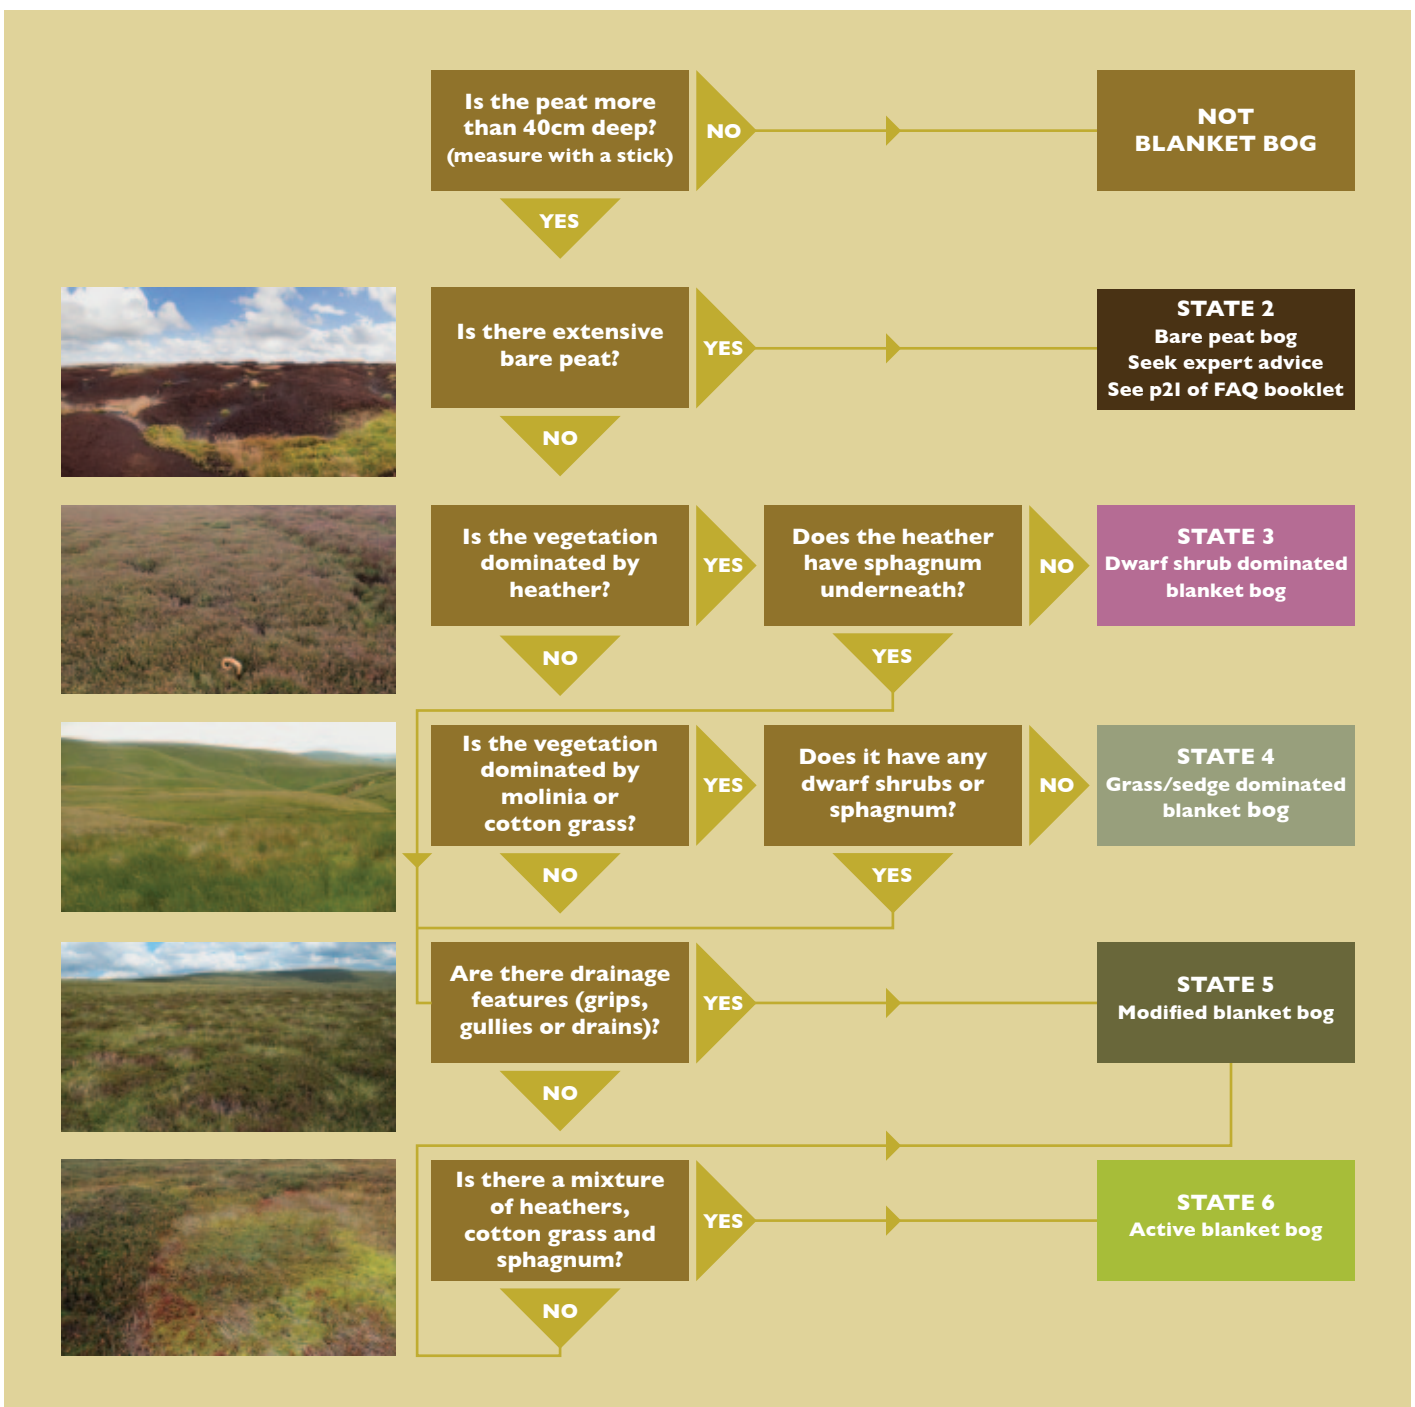 Is the peat more
than 40cm deep?
(measure with a stick)
NO
NOT
BLANKET BOG
YES
Is there extensive
bare peat?
YES
STATE 2
Bare peat bog
Seek expert advice
See p21 of FAQ booklet
NO
Is the vegetation
dominated by
heather?
YES
Does the heather
have sphagnum
underneath?
NO
STATE 3
Dwarf shrub dominated
blanket bog
NO
YES
Is the vegetation
dominated by
molinia or
cotton grass?
YES
Does it have any
dwarf shrubs or
sphagnum?
NO
STATE 4
Grass/sedge dominated
blanket bog
NO
YES
Are there drainage
features (grips,
gullies or drains)?
YES
STATE 5
Modified blanket bog
NO
Is there a mixture
of heathers,
cotton grass and
sphagnum?
YES
STATE 6
Active blanket bog
NO